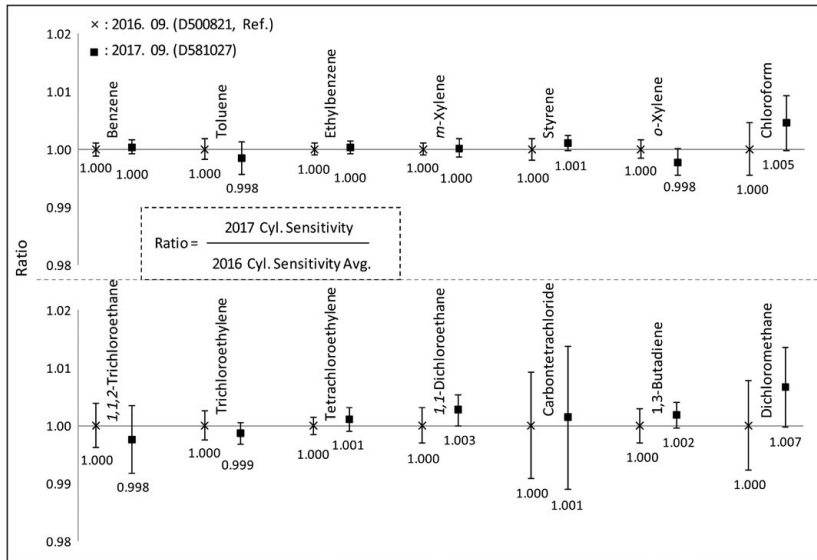 ×: 2016. 09. (D500821, Ref.)
■: 2017. 09. (D581027)
Ratio
1.02
1.01
1.00
0.99
0.98
Benzene
Toluene
Ethylbenzene
m-Xylene
Styrene
o-Xylene
Chloroform
1.000 1.000 1.000 0.998 1.000 1.000 1.000 1.000 1.000 1.001 1.000 0.998 1.000 1.005
Ratio = 2017 Cyl. Sensitivity
2016 Cyl. Sensitivity Avg.
1.02
1.01
1.00
0.99
0.98
1,1,2-Trichloroethane
Trichloroethylene
Tetrachloroethylene
1,1-Dichloroethane
Carbontetrachloride
1,3-Butadiene
Dichloromethane
1.000 0.998 1.000 0.999 1.000 1.001 1.000 1.003 1.000 1.001 1.000 1.002 1.000 1.007